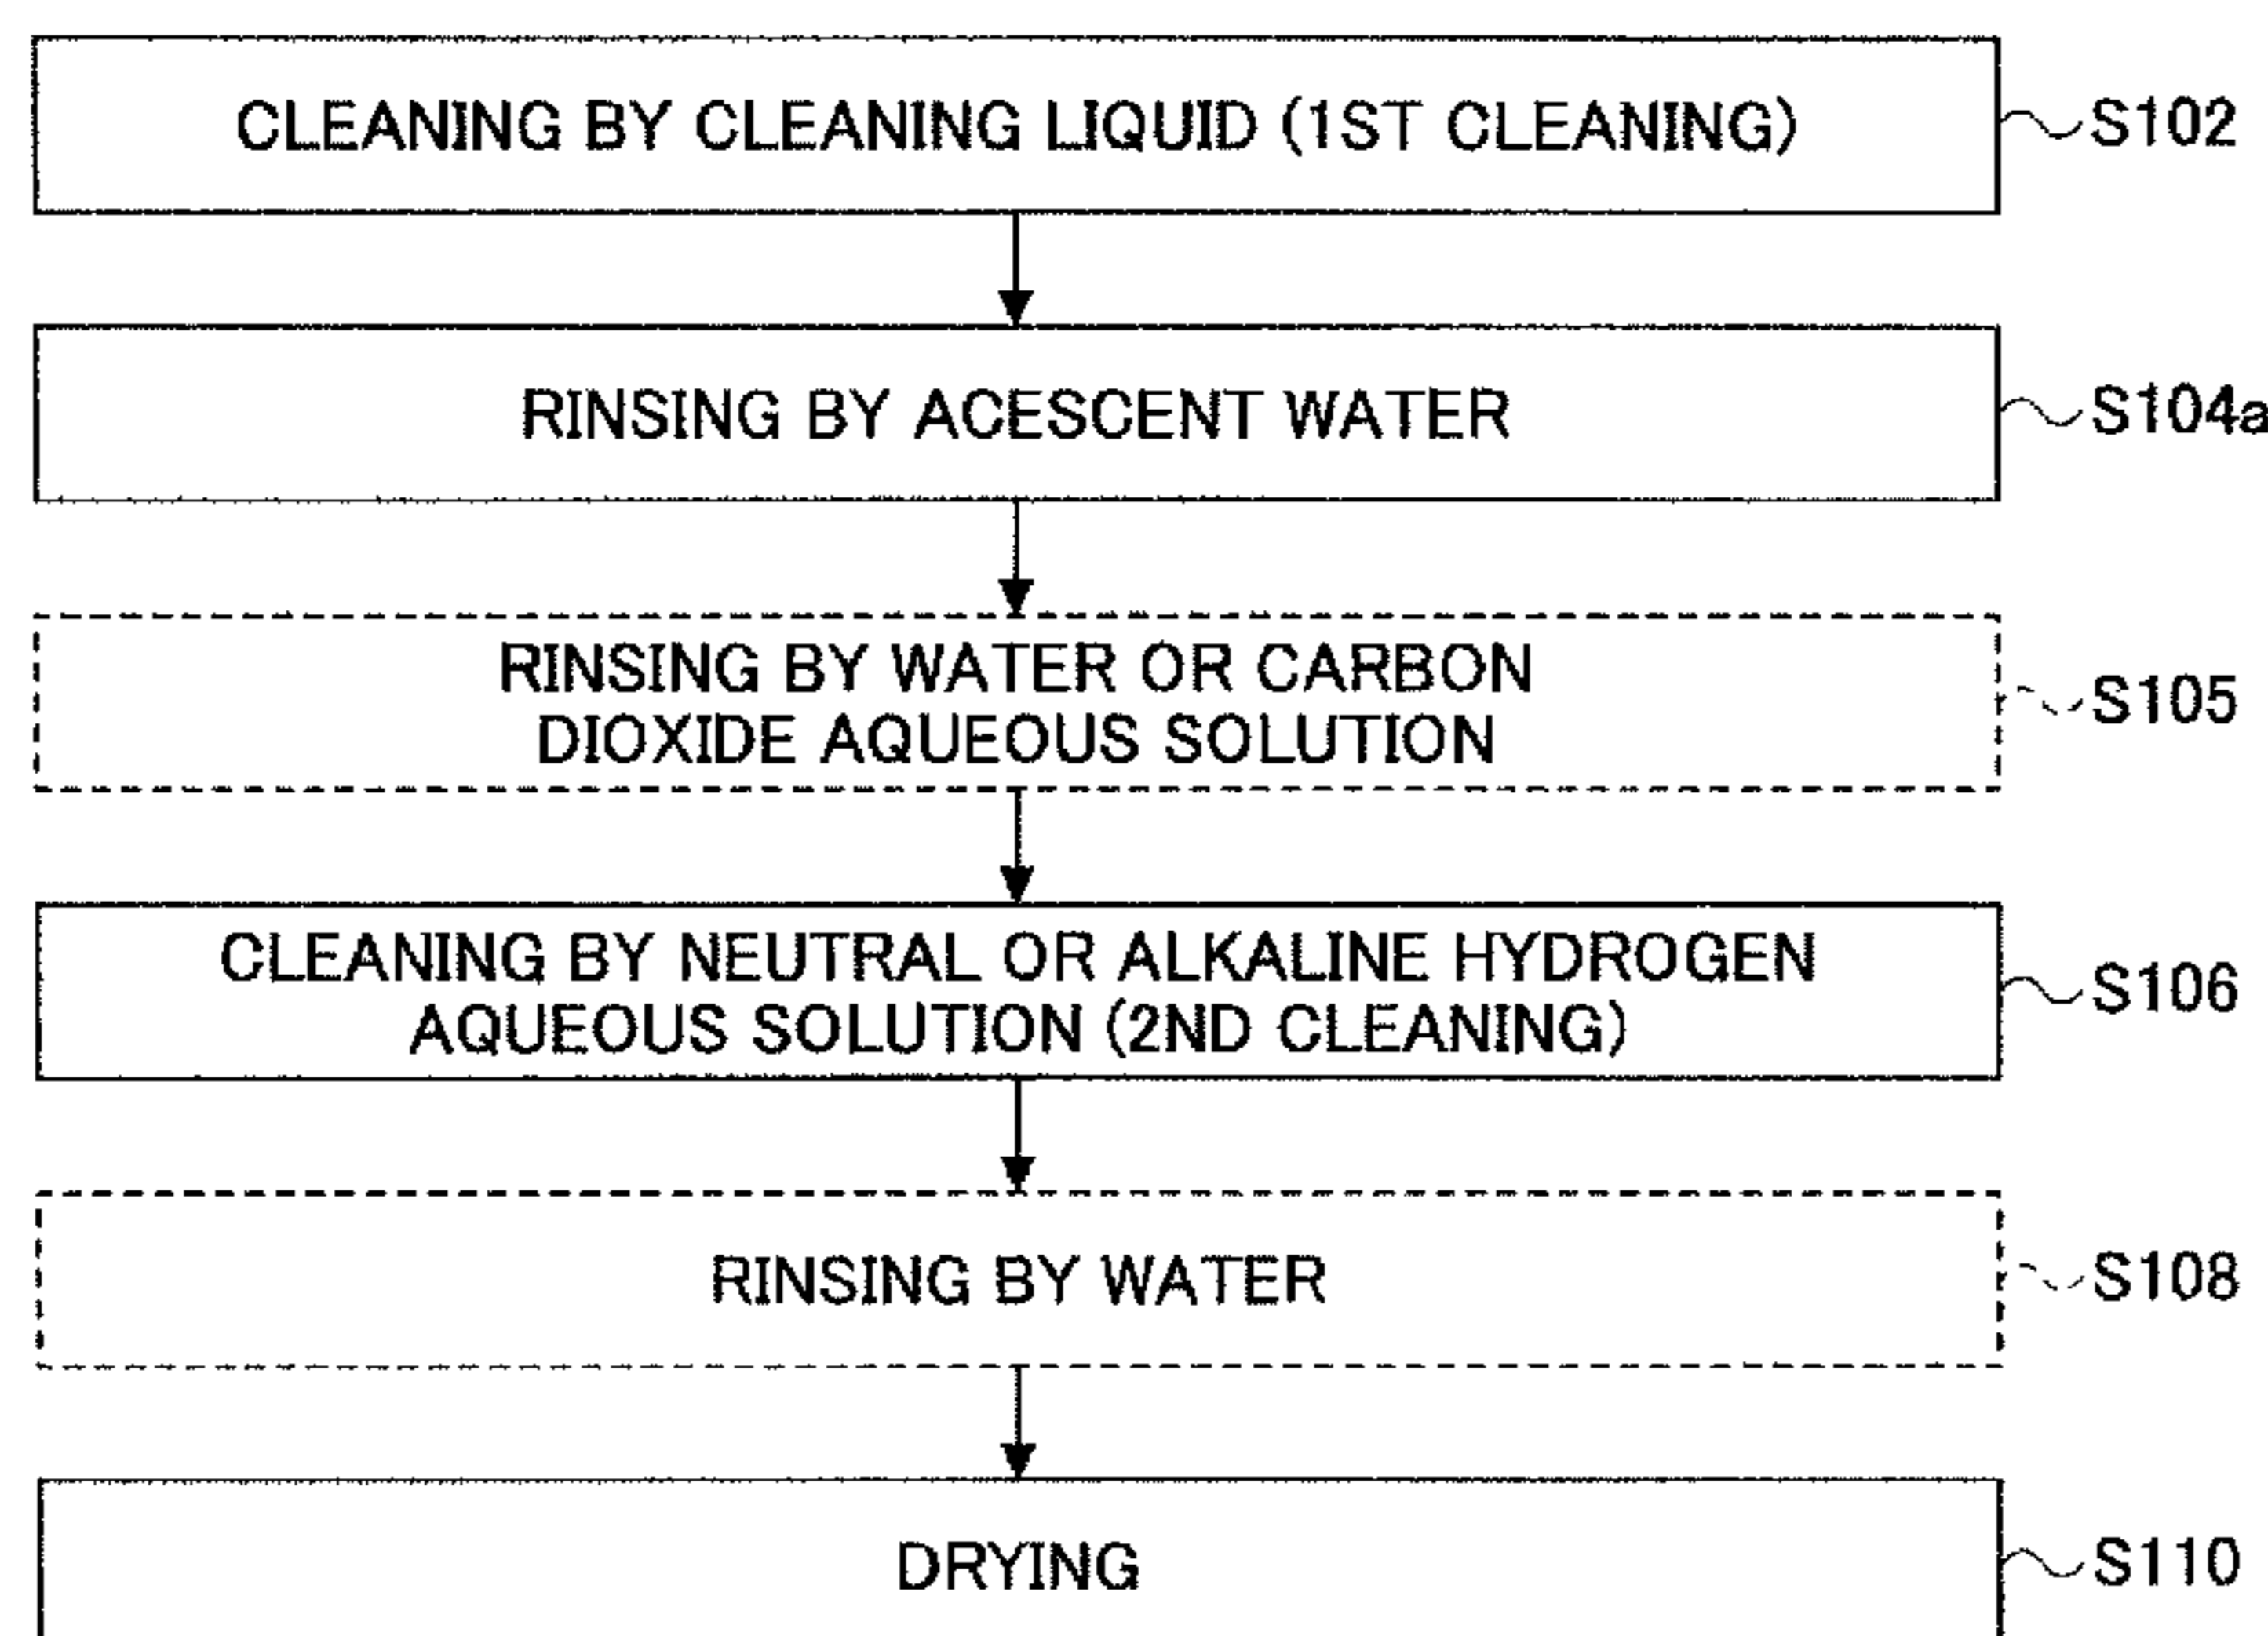 CLEANING BY CLEANING LIQUID (1ST CLEANING)
S102
RINSING BY ACESCENT WATER
S104a
RINSING BY WATER OR CARBON
DIOXIDE AQUEOUS SOLUTION
S105
CLEANING BY NEUTRAL OR ALKALINE HYDROGEN
AQUEOUS SOLUTION (2ND CLEANING)
S106
RINSING BY WATER
S108
DRYING
S110